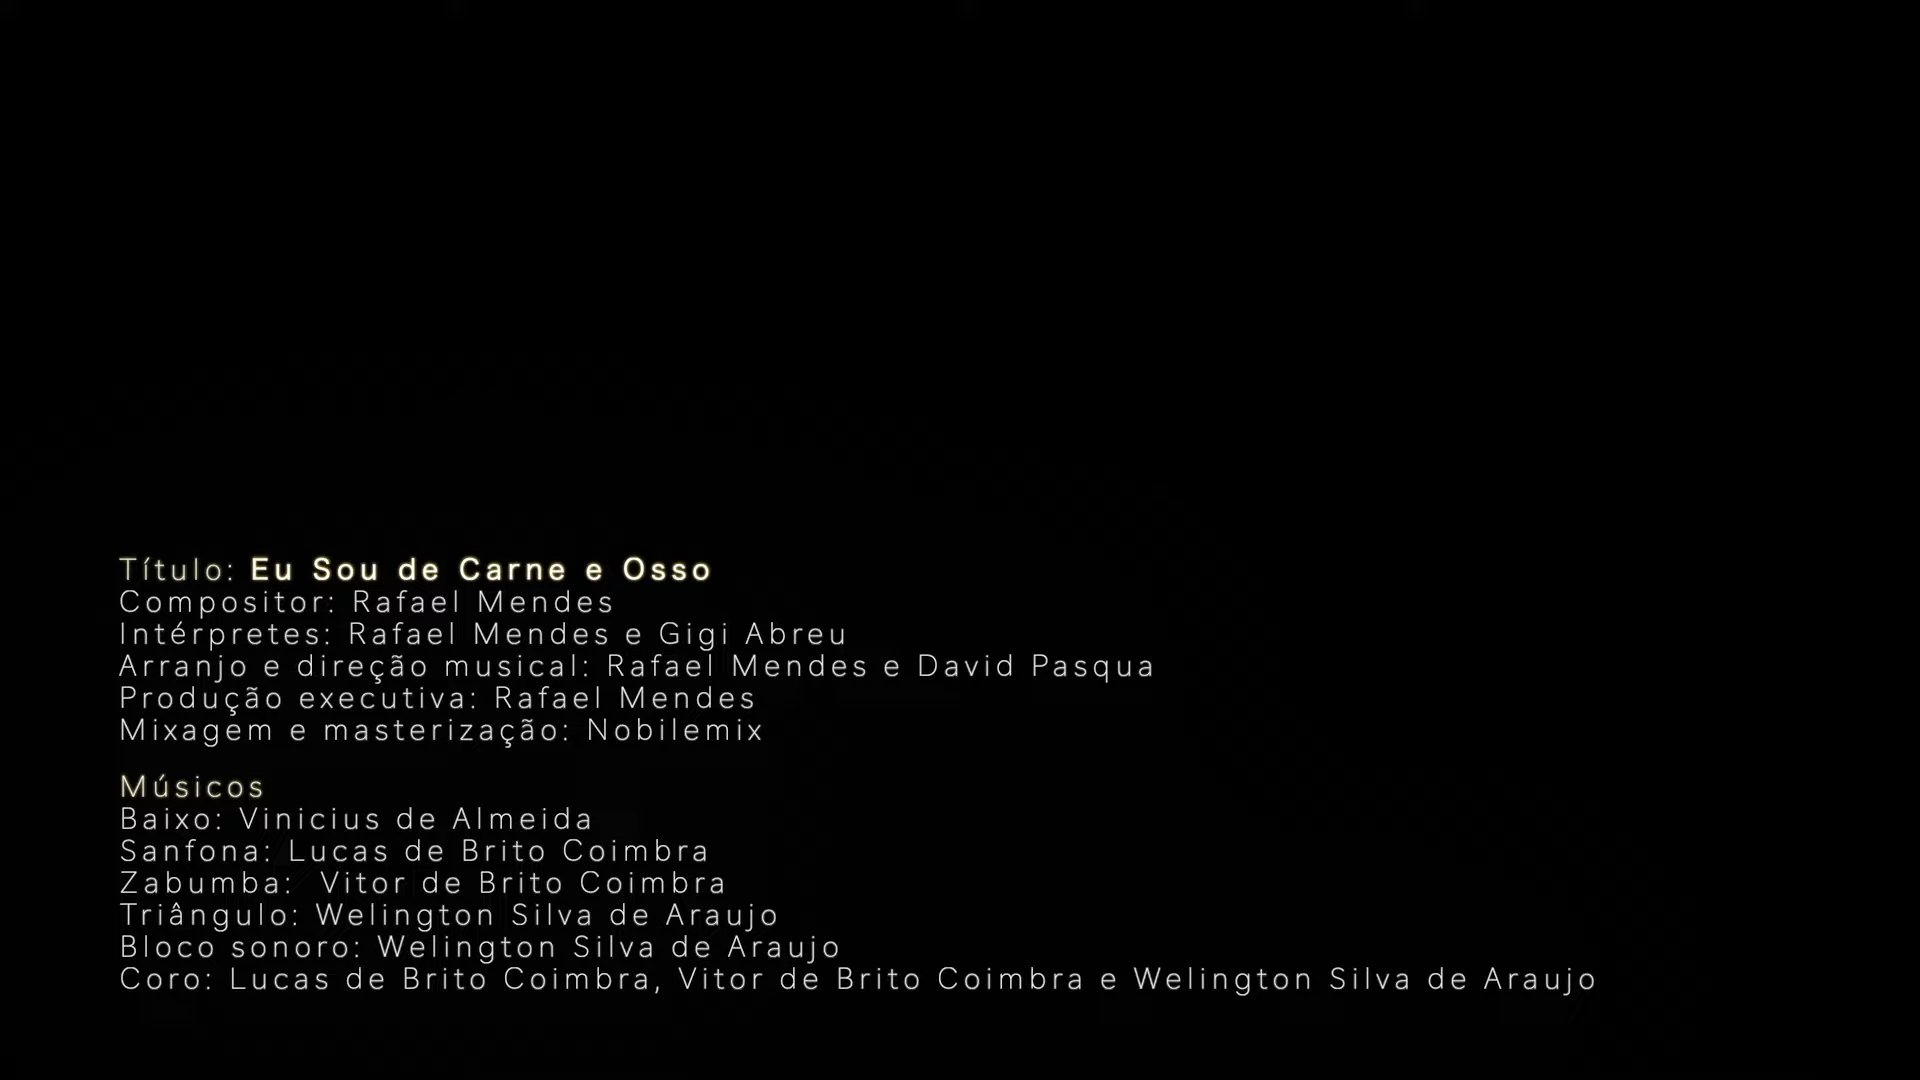 Título: Eu Sou de Carne e Osso
Compositor: Rafael Mendes
Intérpretes: Rafael Mendes e Gigi Abreu
Arranjo e direção musical: Rafael Mendes e David Pasqua
Produção executiva: Rafael Mendes
Mixagem e masterização: Nobilemix
Músicos
Baixo: Vinicius de Almeida
Sanfona: Lucas de Brito Coimbra
Zabumba:  Vitor de Brito Coimbra
Triângulo: Welington Silva de Araujo
Bloco sonoro: Welington Silva de Araujo
Coro: Lucas de Brito Coimbra, Vitor de Brito Coimbra e Welington Silva de Araujo